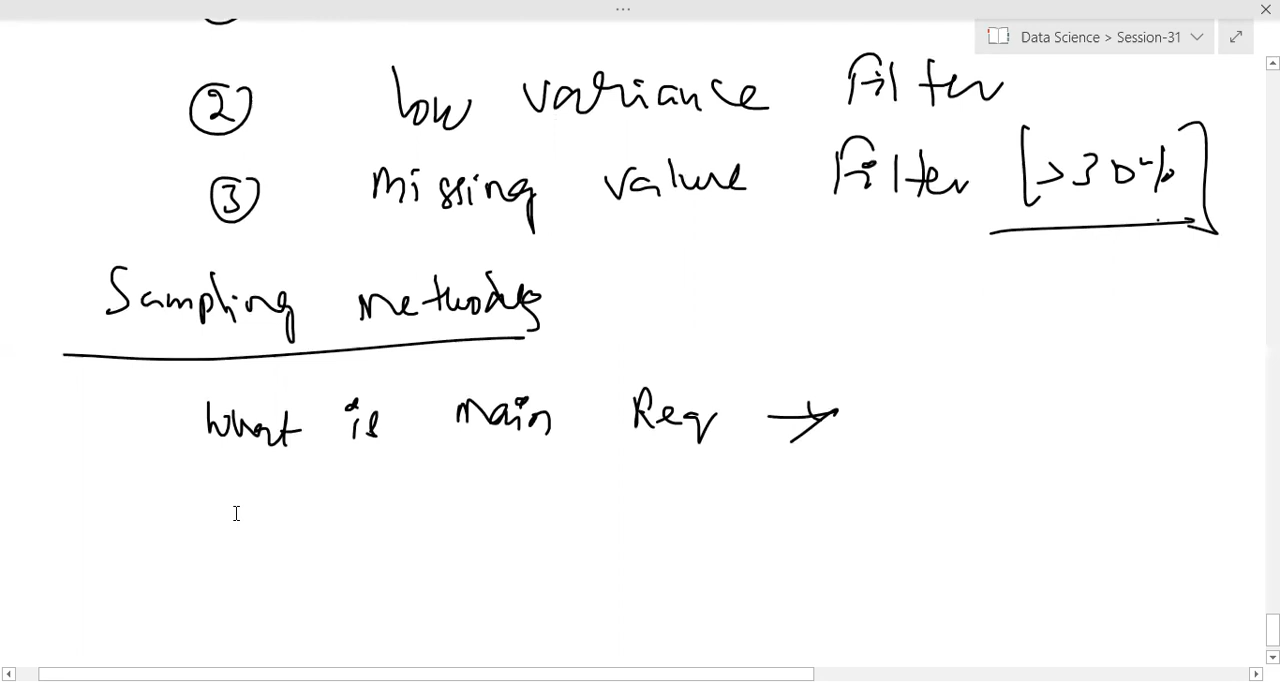 Data Science > Session-31
② Low variance Filter
③ Missing value Filter [>30%]
Sampling Methods
What is main Req →